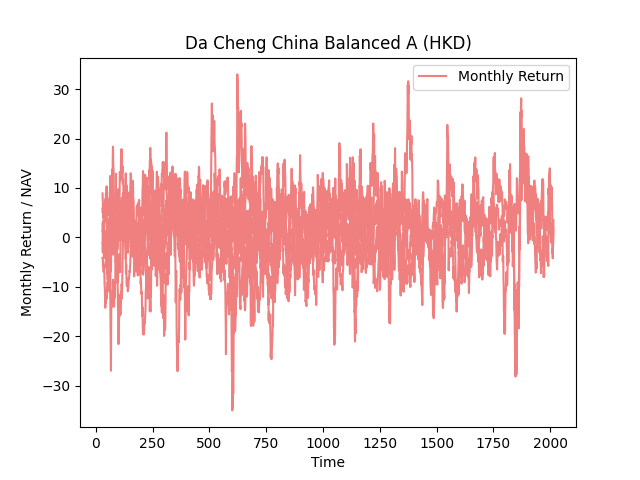 Da Cheng China Balanced A (HKD)
Monthly Return
Monthly Return / NAV
30
20
10
0
−10
−20
−30
0 250 500 750 1000 1250 1500 1750 2000
Time